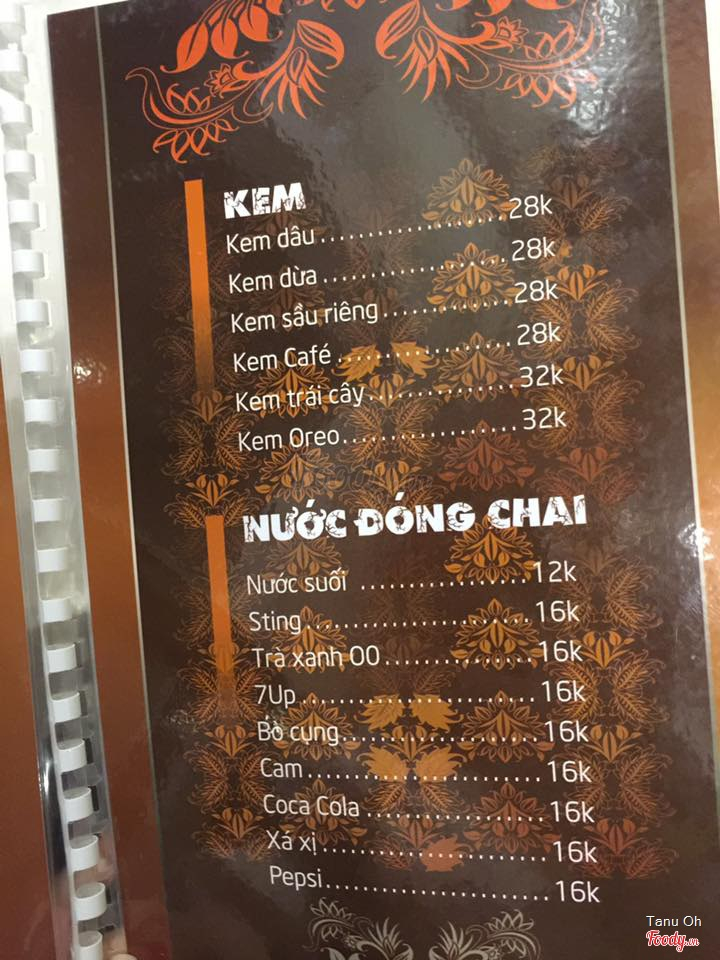 KEM
Kem dâu.....................28k
Kem dừa.....................28k
Kem sầu riêng...............28k
Kem Café....................28k
Kem trái cây................32k
Kem Oreo....................32k
NƯỚC ĐÓNG CHAI
Nước suối ..................12k
Sting.......................16k
Trà xanh OO.................16k
7Up.........................16k
Bồ cụng.....................16k
Cam.........................16k
Coca Cola...................16k
Xá xị.......................16k
Pepsi.......................16k
Tanu Oh
Foody.vn